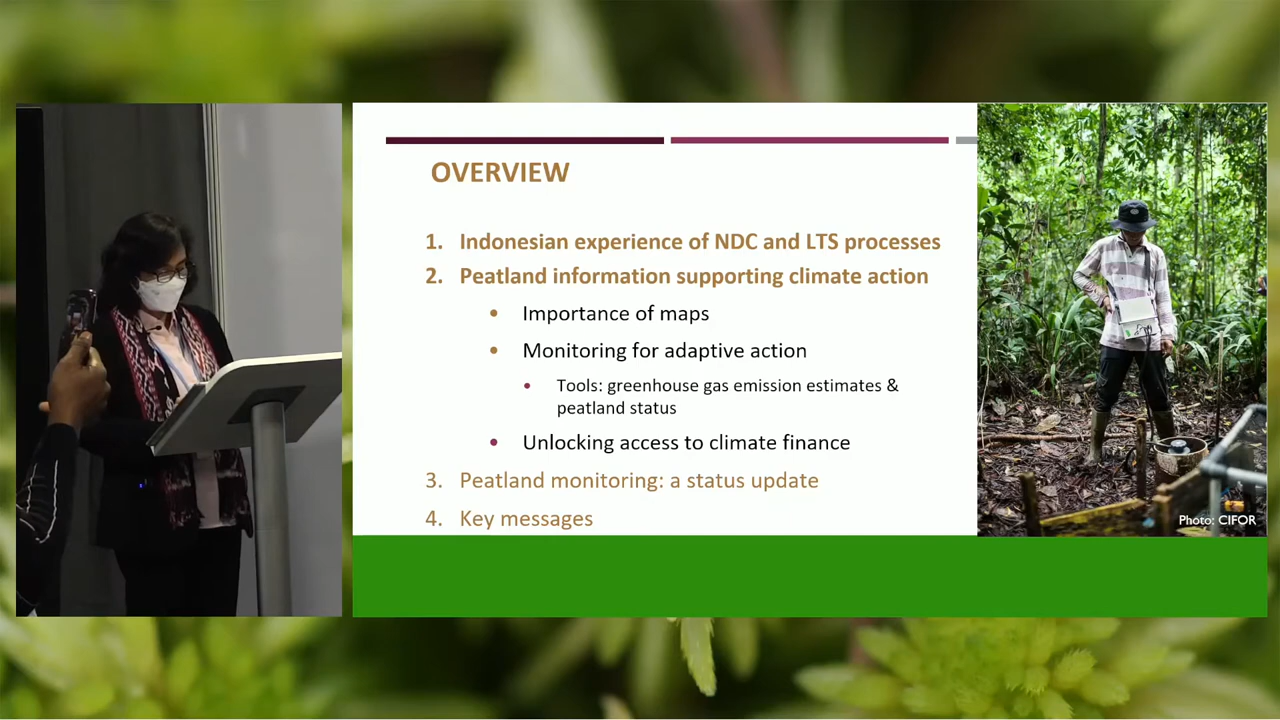 OVERVIEW
1. Indonesian experience of NDC and LTS processes
2. Peatland information supporting climate action
• Importance of maps
• Monitoring for adaptive action
• Tools: greenhouse gas emission estimates &
peatland status
• Unlocking access to climate finance
3. Peatland monitoring: a status update
4. Key messages
Photo: CIFOR